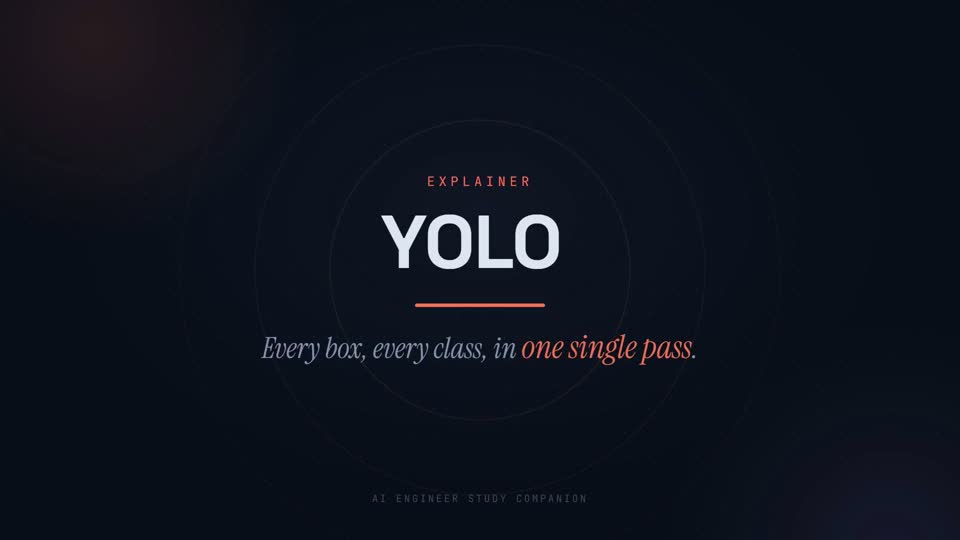 EXPLAINER
YOLO
Every box, every class, in one single pass.
AI ENGINEER STUDY COMPANION